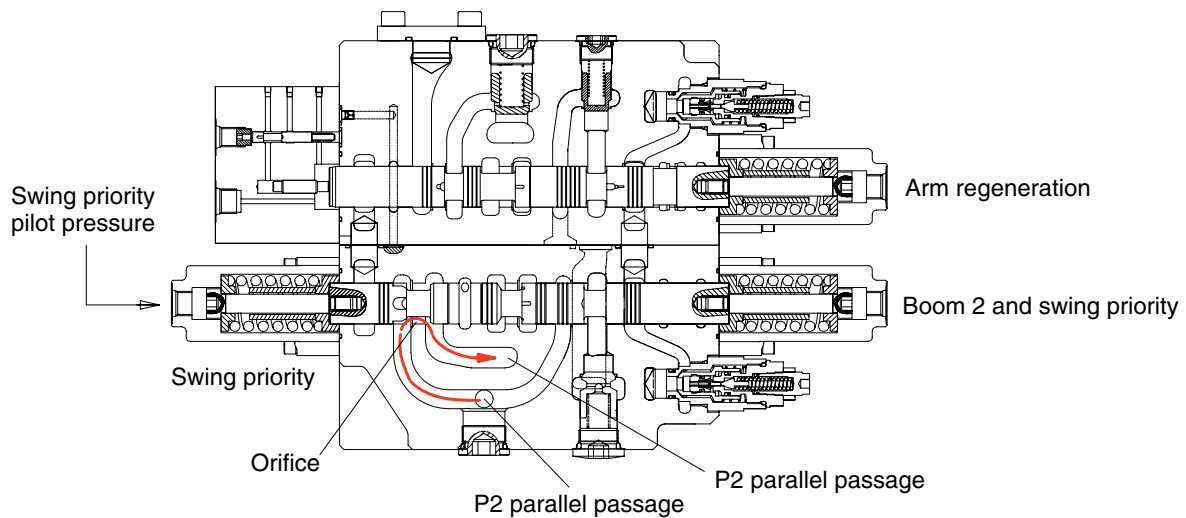 Swing priority
pilot pressure
Arm regeneration
Boom 2 and swing priority
Swing priority
Orifice
P2 parallel passage
P2 parallel passage